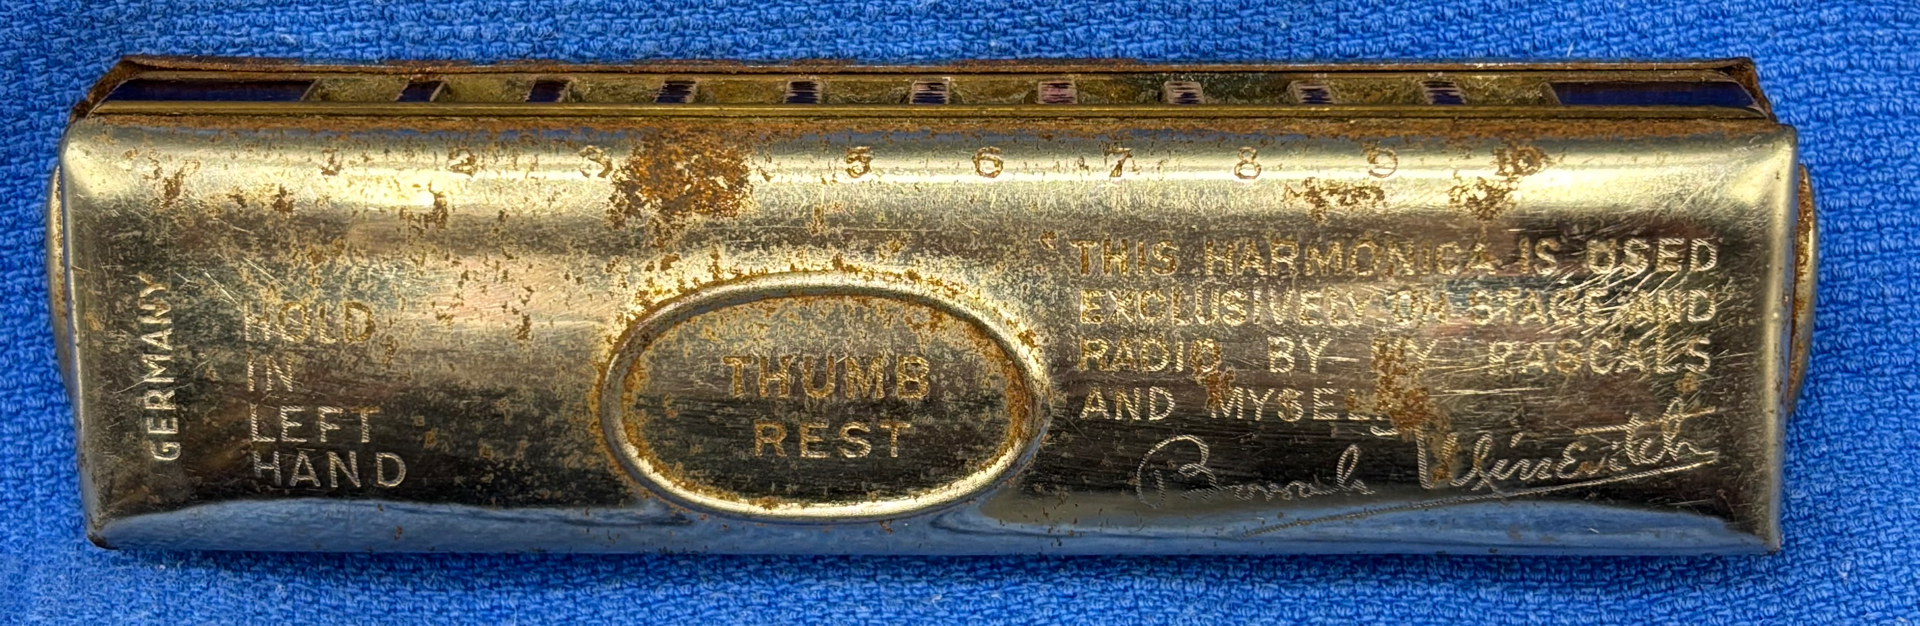 1 2 3 5 6 7 8 9 10
GERMANY
HOLD
IN
LEFT
HAND
THUMB
REST
THIS HARMONICA IS USED
EXCLUSIVELY ON STAGE AND
RADIO BY MY RASCALS
AND MYSELF
Borrah Minevitch